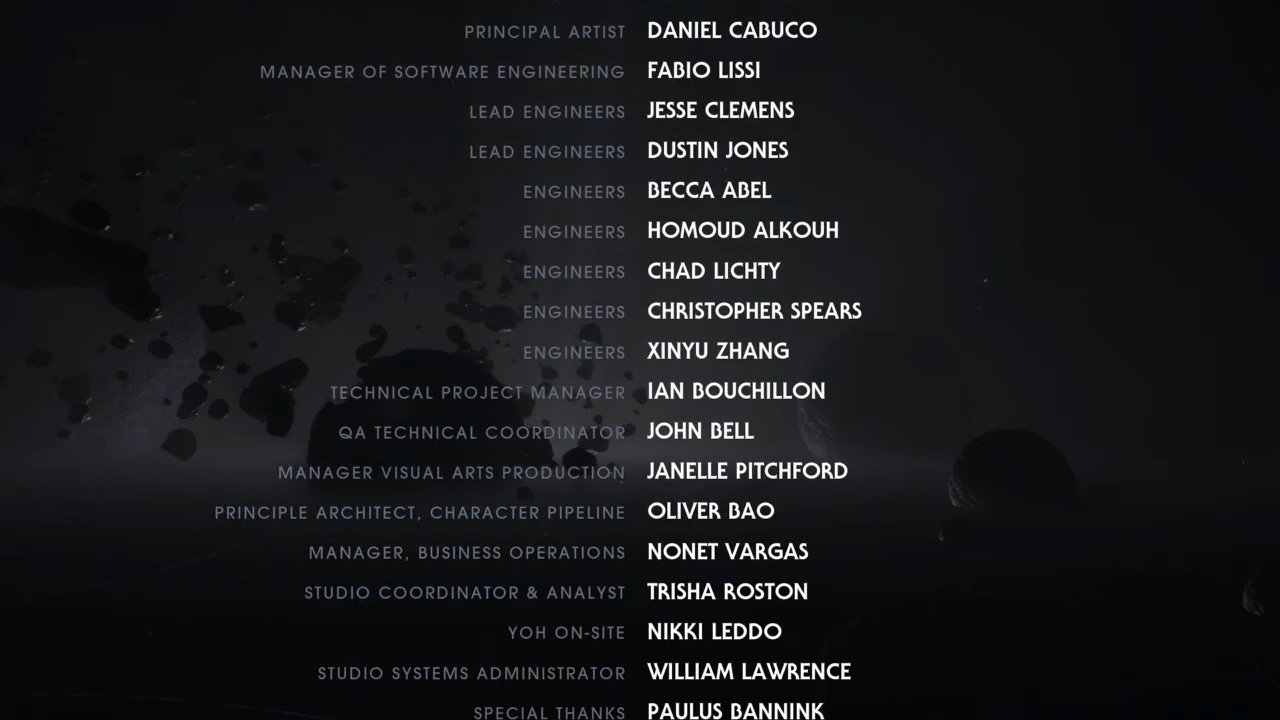 PRINCIPAL ARTIST DANIEL CABUCO
MANAGER OF SOFTWARE ENGINEERING FABIO LISSI
LEAD ENGINEERS JESSE CLEMENS
LEAD ENGINEERS DUSTIN JONES
ENGINEERS BECCA ABEL
ENGINEERS HOMOUD ALKOUH
ENGINEERS CHAD LICHTY
ENGINEERS CHRISTOPHER SPEARS
ENGINEERS XINYU ZHANG
TECHNICAL PROJECT MANAGER IAN BOUCHILLON
QA TECHNICAL COORDINATOR JOHN BELL
MANAGER VISUAL ARTS PRODUCTION JANELLE PITCHFORD
PRINCIPLE ARCHITECT, CHARACTER PIPELINE OLIVER BAO
MANAGER, BUSINESS OPERATIONS NONET VARGAS
STUDIO COORDINATOR & ANALYST TRISHA ROSTON
YOH ON-SITE NIKKI LEDDO
STUDIO SYSTEMS ADMINISTRATOR WILLIAM LAWRENCE
SPECIAL THANKS PAULUS BANNINK